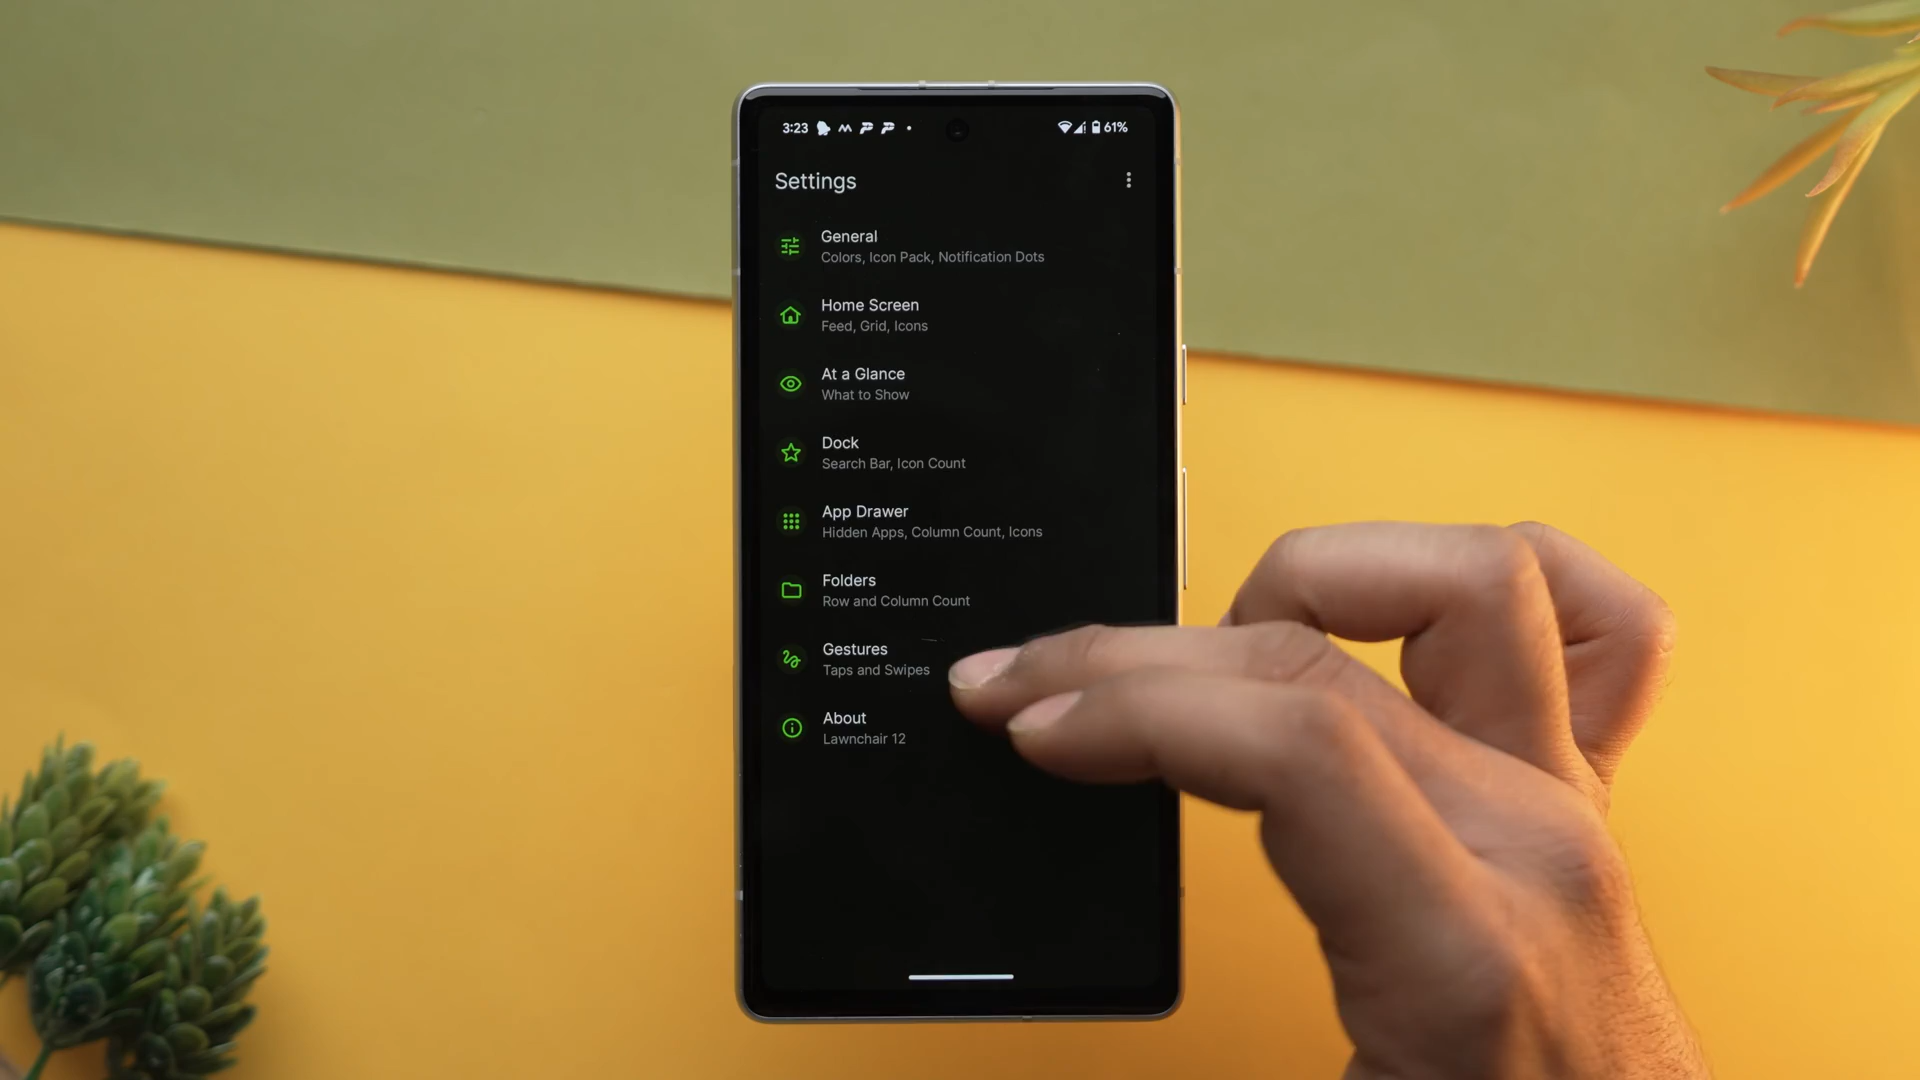 3:23 61%
Settings
General
Colors, Icon Pack, Notification Dots
Home Screen
Feed, Grid, Icons
At a Glance
What to Show
Dock
Search Bar, Icon Count
App Drawer
Hidden Apps, Column Count, Icons
Folders
Row and Column Count
Gestures
Taps and Swipes
About
Lawnchair 12